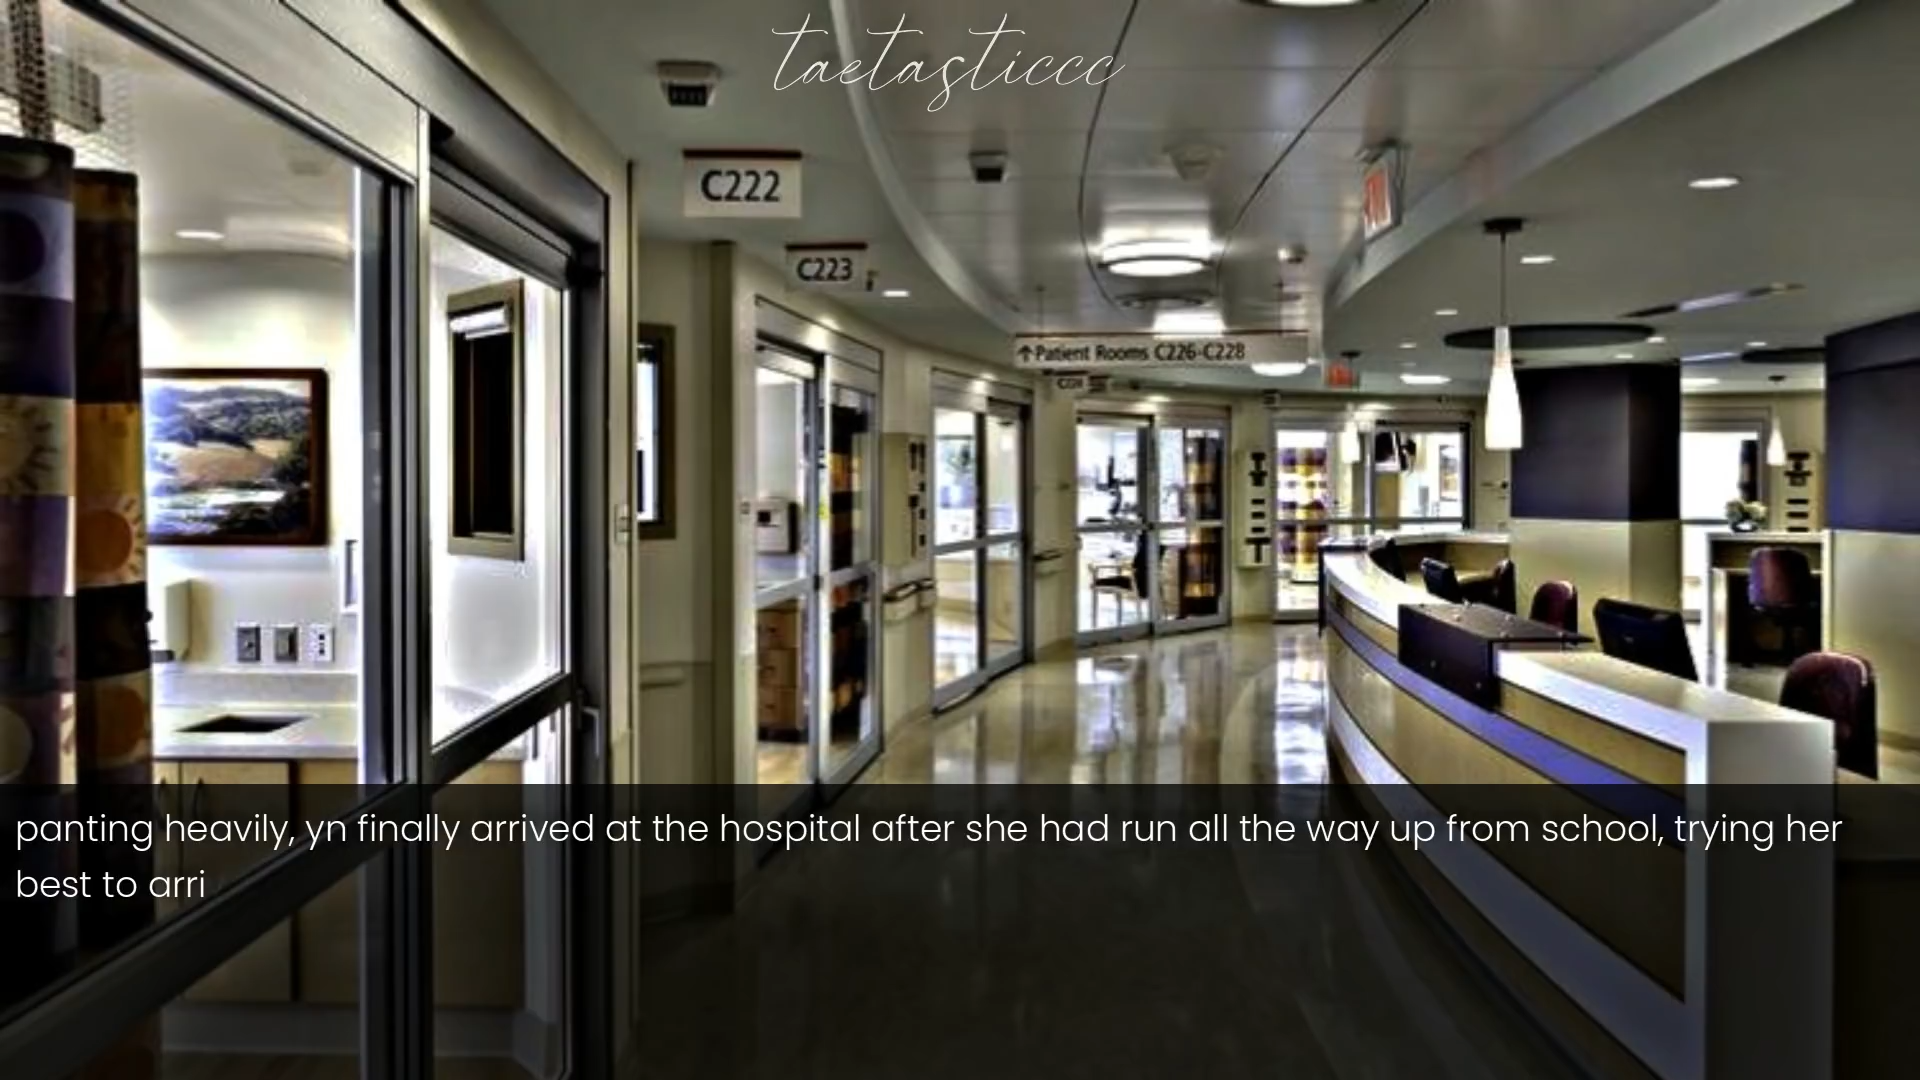 taetasticcc
C222
C223
EXIT
↑Patient Rooms C226-C228
panting heavily, yn finally arrived at the hospital after she had run all the way up from school, trying her
best to arri